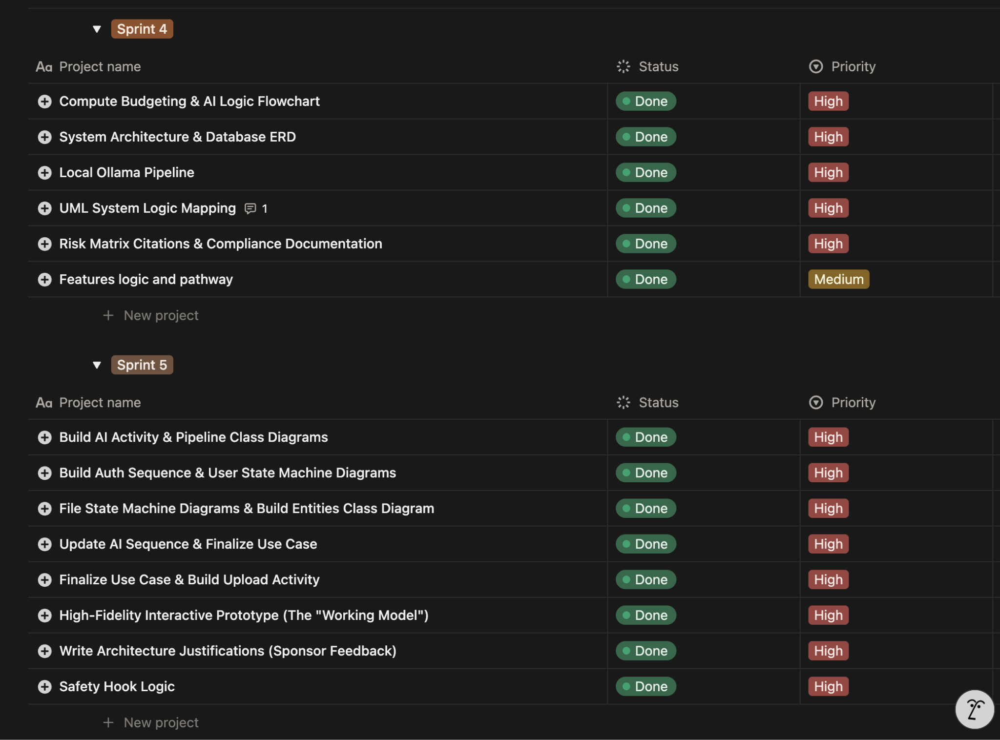 Sprint 4
Aa Project name Status Priority
Compute Budgeting & AI Logic Flowchart Done High
System Architecture & Database ERD Done High
Local Ollama Pipeline Done High
UML System Logic Mapping 1 Done High
Risk Matrix Citations & Compliance Documentation Done High
Features logic and pathway Done Medium
+ New project
Sprint 5
Aa Project name Status Priority
Build AI Activity & Pipeline Class Diagrams Done High
Build Auth Sequence & User State Machine Diagrams Done High
File State Machine Diagrams & Build Entities Class Diagram Done High
Update AI Sequence & Finalize Use Case Done High
Finalize Use Case & Build Upload Activity Done High
High-Fidelity Interactive Prototype (The "Working Model") Done High
Write Architecture Justifications (Sponsor Feedback) Done High
Safety Hook Logic Done High
+ New project